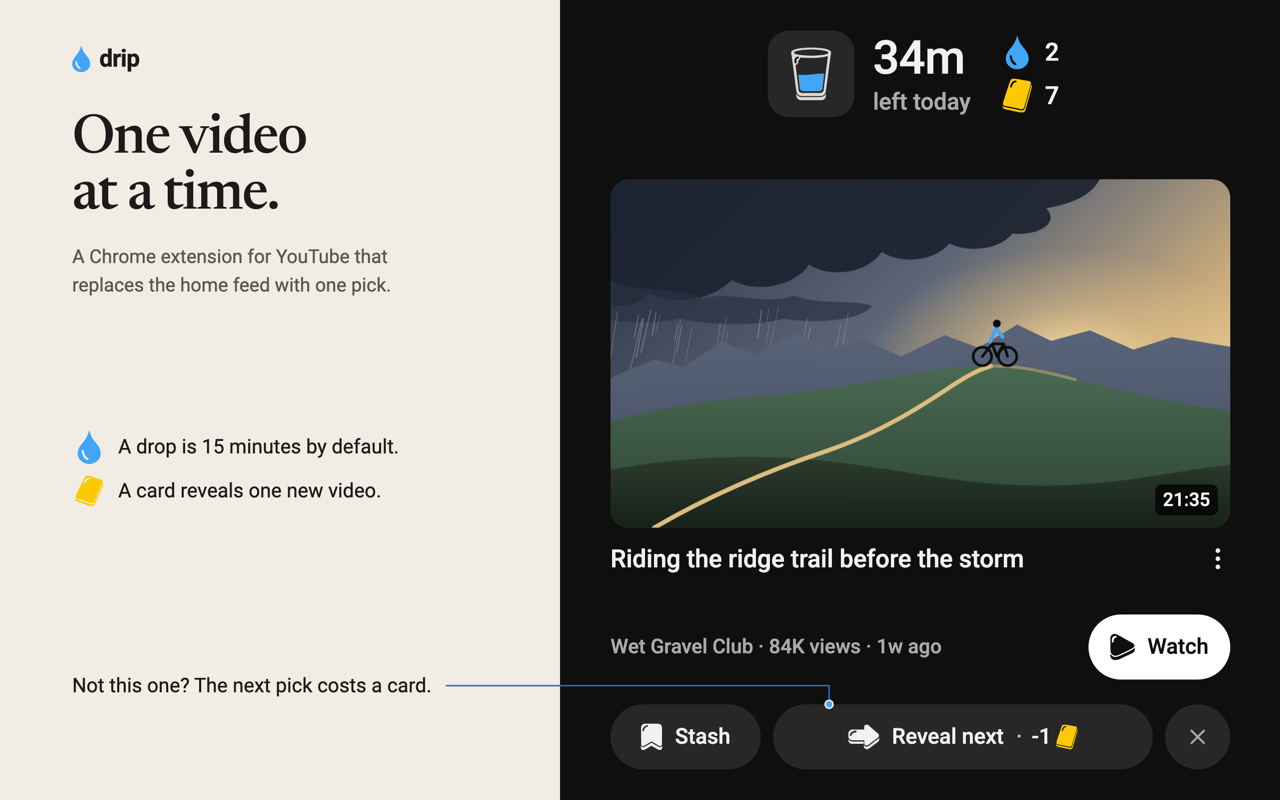 drip
One video
at a time.
A Chrome extension for YouTube that
replaces the home feed with one pick.
A drop is 15 minutes by default.
A card reveals one new video.
Not this one? The next pick costs a card.
34m
left today
2
7
21:35
Riding the ridge trail before the storm
Wet Gravel Club · 84K views · 1w ago
Watch
Stash
Reveal next · -1